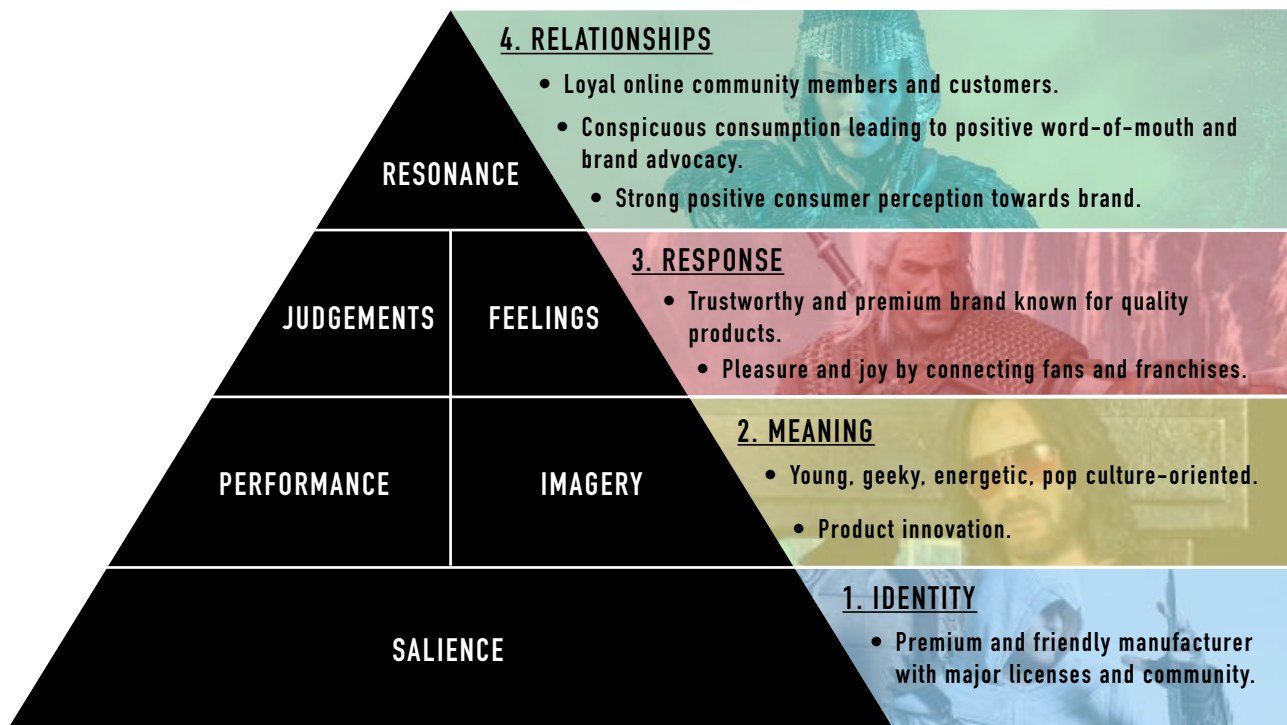 4. RELATIONSHIPS
• Loyal online community members and customers.
• Conspicuous consumption leading to positive word-of-mouth and
brand advocacy.
• Strong positive consumer perception towards brand.
RESONANCE
3. RESPONSE
• Trustworthy and premium brand known for quality
products.
• Pleasure and joy by connecting fans and franchises.
JUDGEMENTS
FEELINGS
2. MEANING
• Young, geeky, energetic, pop culture-oriented.
• Product innovation.
PERFORMANCE
IMAGERY
1. IDENTITY
• Premium and friendly manufacturer
with major licenses and community.
SALIENCE